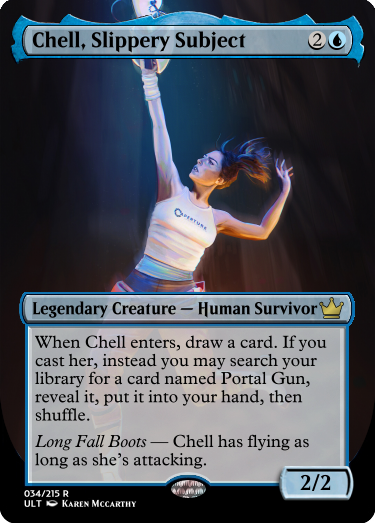 Chell, Slippery Subject 2
APERTURE
Legendary Creature — Human Survivor
When Chell enters, draw a card. If you
cast her, instead you may search your
library for a card named Portal Gun,
reveal it, put it into your hand, then
shuffle.
Long Fall Boots — Chell has flying as
long as she's attacking.
2/2
034/215 R
ULT Karen McCarthy